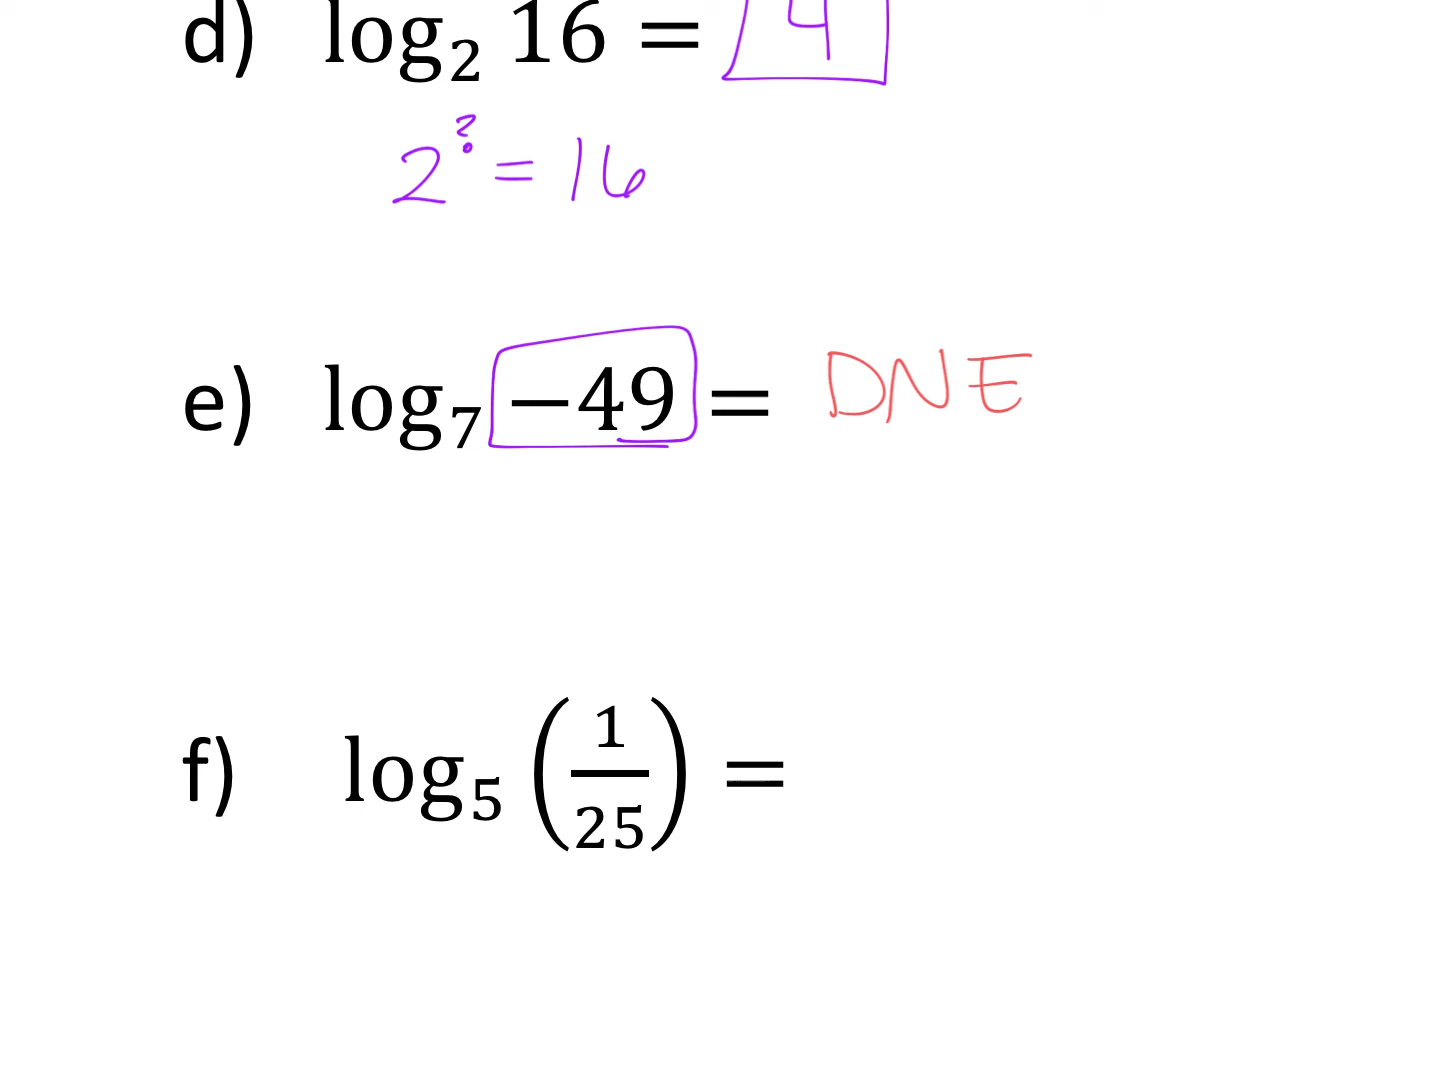 d) log₂ 16 = 4
2^? = 16
e) log₇ −49 = DNE
f) log₅ (1/25) =